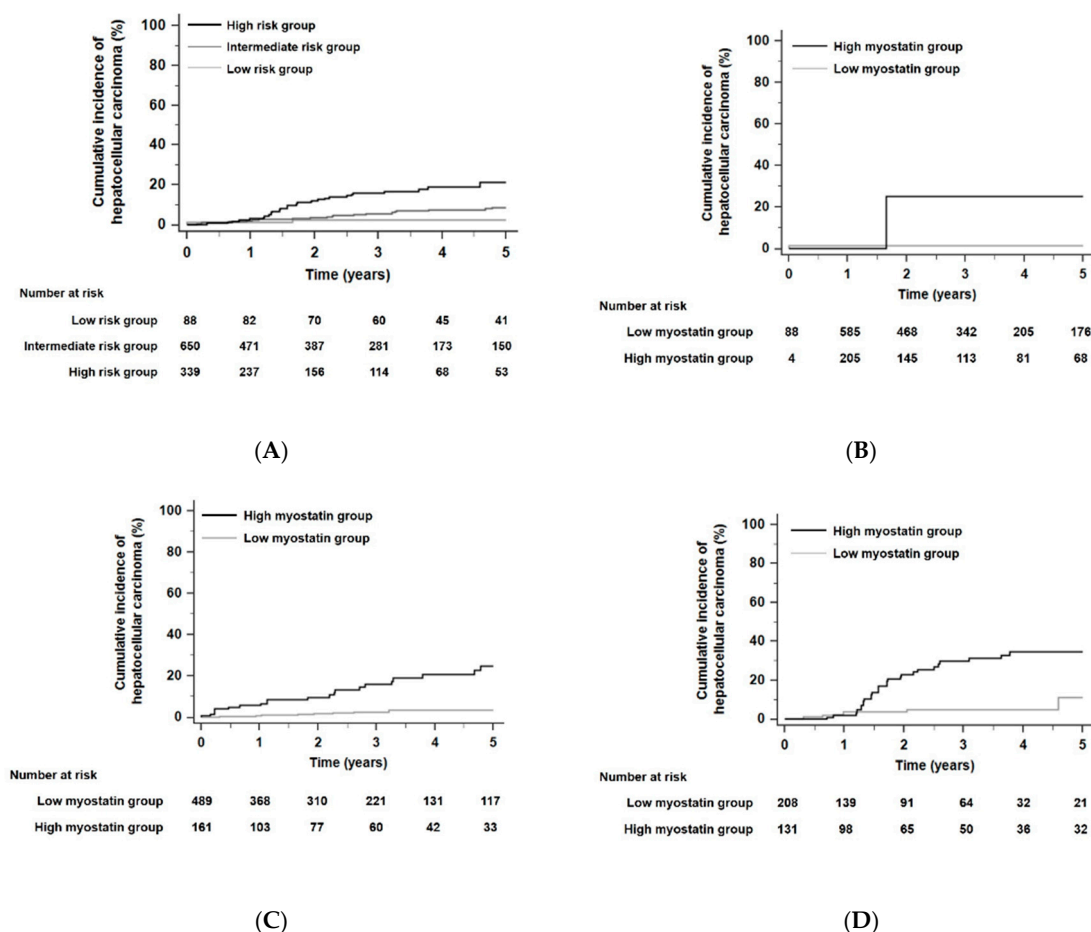 Cumulative incidence of
hepatocellular carcinoma (%)
100
80
60
40
20
0
High risk group
Intermediate risk group
Low risk group
0 1 2 3 4 5
Time (years)
Number at risk
Low risk group 88 82 70 60 45 41
Intermediate risk group 650 471 387 281 173 150
High risk group 339 237 156 114 68 53
(A)
Cumulative incidence of
hepatocellular carcinoma (%)
100
80
60
40
20
0
High myostatin group
Low myostatin group
0 1 2 3 4 5
Time (years)
Number at risk
Low myostatin group 88 585 468 342 205 176
High myostatin group 4 205 145 113 81 68
(B)
Cumulative incidence of
hepatocellular carcinoma (%)
100
80
60
40
20
0
High myostatin group
Low myostatin group
0 1 2 3 4 5
Time (years)
Number at risk
Low myostatin group 489 368 310 221 131 117
High myostatin group 161 103 77 60 42 33
(C)
Cumulative incidence of
hepatocellular carcinoma (%)
100
80
60
40
20
0
High myostatin group
Low myostatin group
0 1 2 3 4 5
Time (years)
Number at risk
Low myostatin group 208 139 91 64 32 21
High myostatin group 131 98 65 50 36 32
(D)